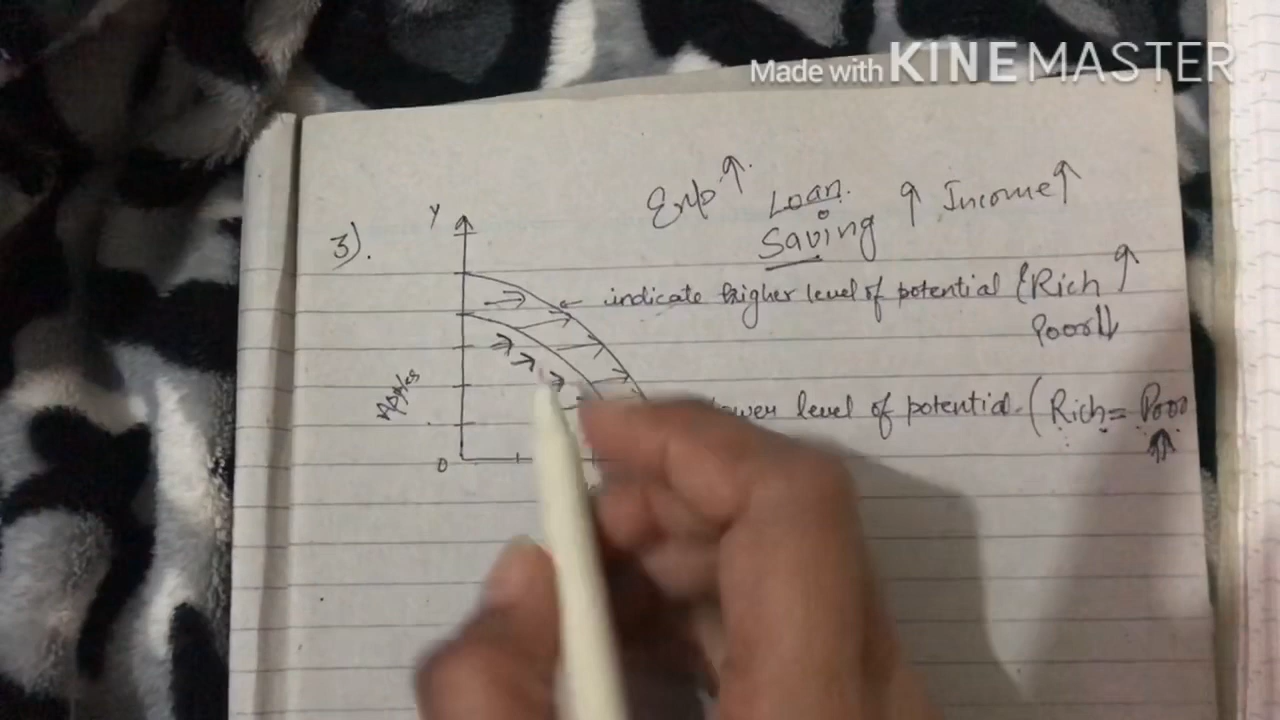 Made with KINEMASTER
Exp ↑. Loan. ↑ Income ↑
Saving
3).
Y
← indicate higher level of potential { Rich ↑
Poor ↓↓
Apples
lower level of potential. ( Rich = Poor
↑↑
0